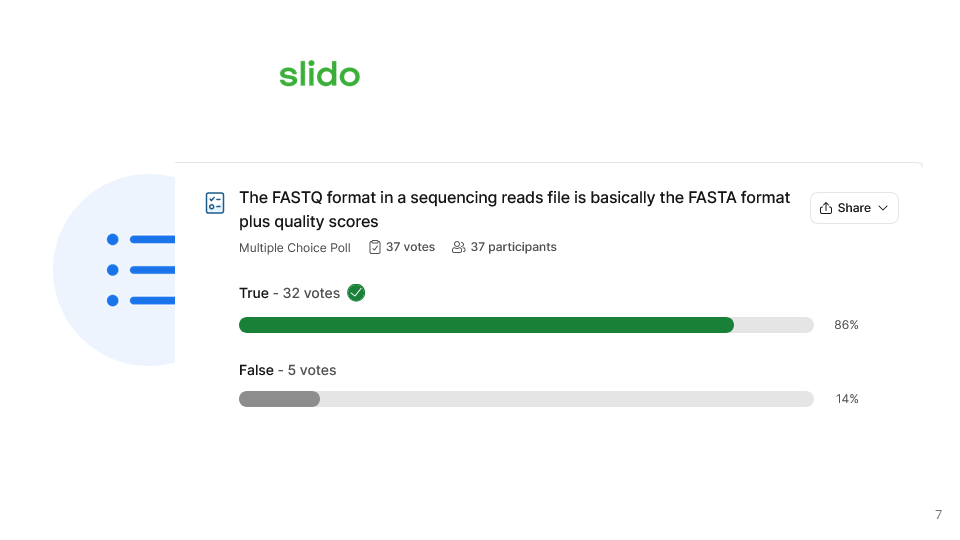 slido
The FASTQ format in a sequencing reads file is basically the FASTA format
plus quality scores
Share
Multiple Choice Poll 37 votes 37 participants
True - 32 votes
86%
False - 5 votes
14%
7